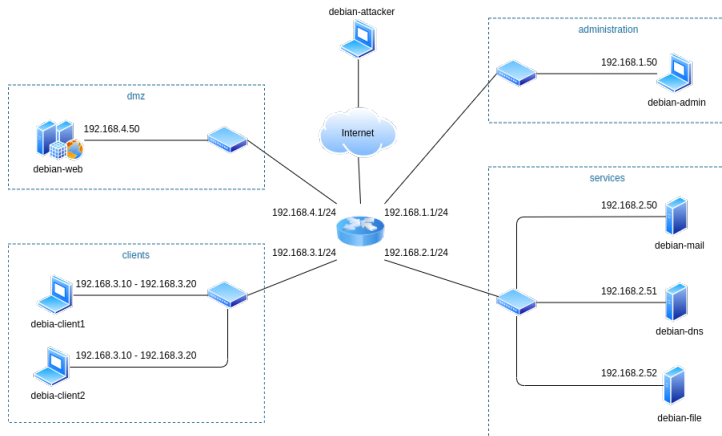 debian-attacker
administration
192.168.1.50
debian-admin
dmz
192.168.4.50
debian-web
Internet
services
192.168.4.1/24
192.168.1.1/24
192.168.2.50
debian-mail
clients
192.168.3.1/24
192.168.2.1/24
192.168.3.10 - 192.168.3.20
debia-client1
192.168.2.51
debian-dns
192.168.3.10 - 192.168.3.20
debia-client2
192.168.2.52
debian-file